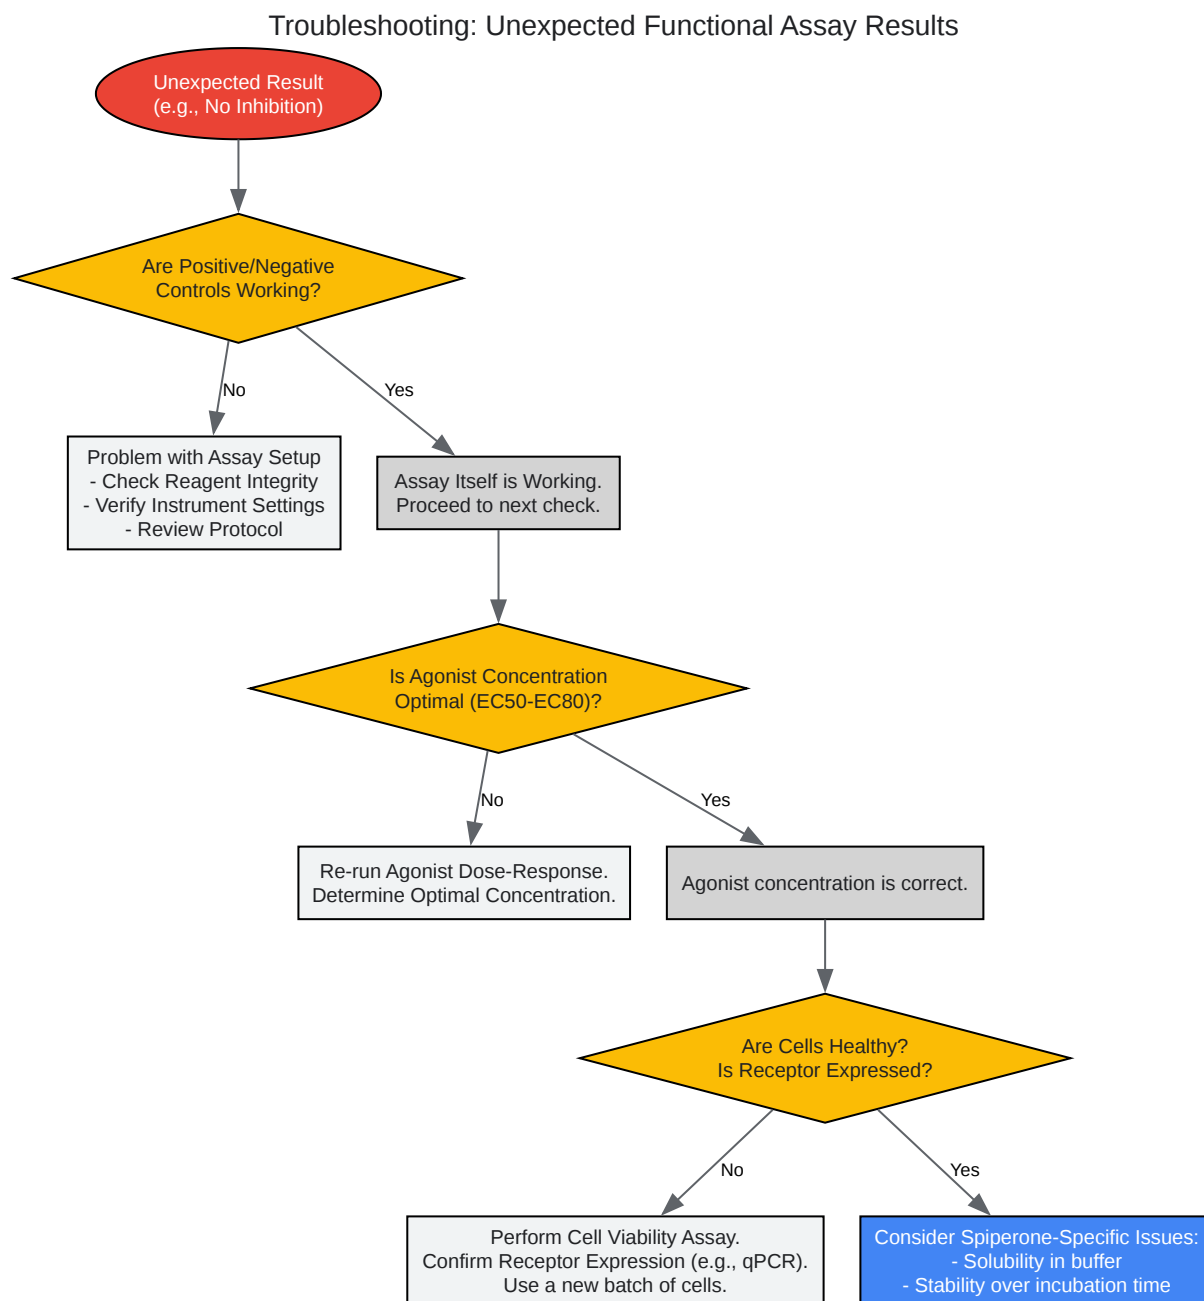 Troubleshooting: Unexpected Functional Assay Results
Unexpected Result
(e.g., No Inhibition)
Are Positive/Negative
Controls Working?
No
Yes
Problem with Assay Setup
- Check Reagent Integrity
- Verify Instrument Settings
- Review Protocol
Assay Itself is Working.
Proceed to next check.
Is Agonist Concentration
Optimal (EC50-EC80)?
No
Yes
Re-run Agonist Dose-Response.
Determine Optimal Concentration.
Agonist concentration is correct.
Are Cells Healthy?
Is Receptor Expressed?
No
Yes
Perform Cell Viability Assay.
Confirm Receptor Expression (e.g., qPCR).
Use a new batch of cells.
Consider Spiperone-Specific Issues:
- Solubility in buffer
- Stability over incubation time